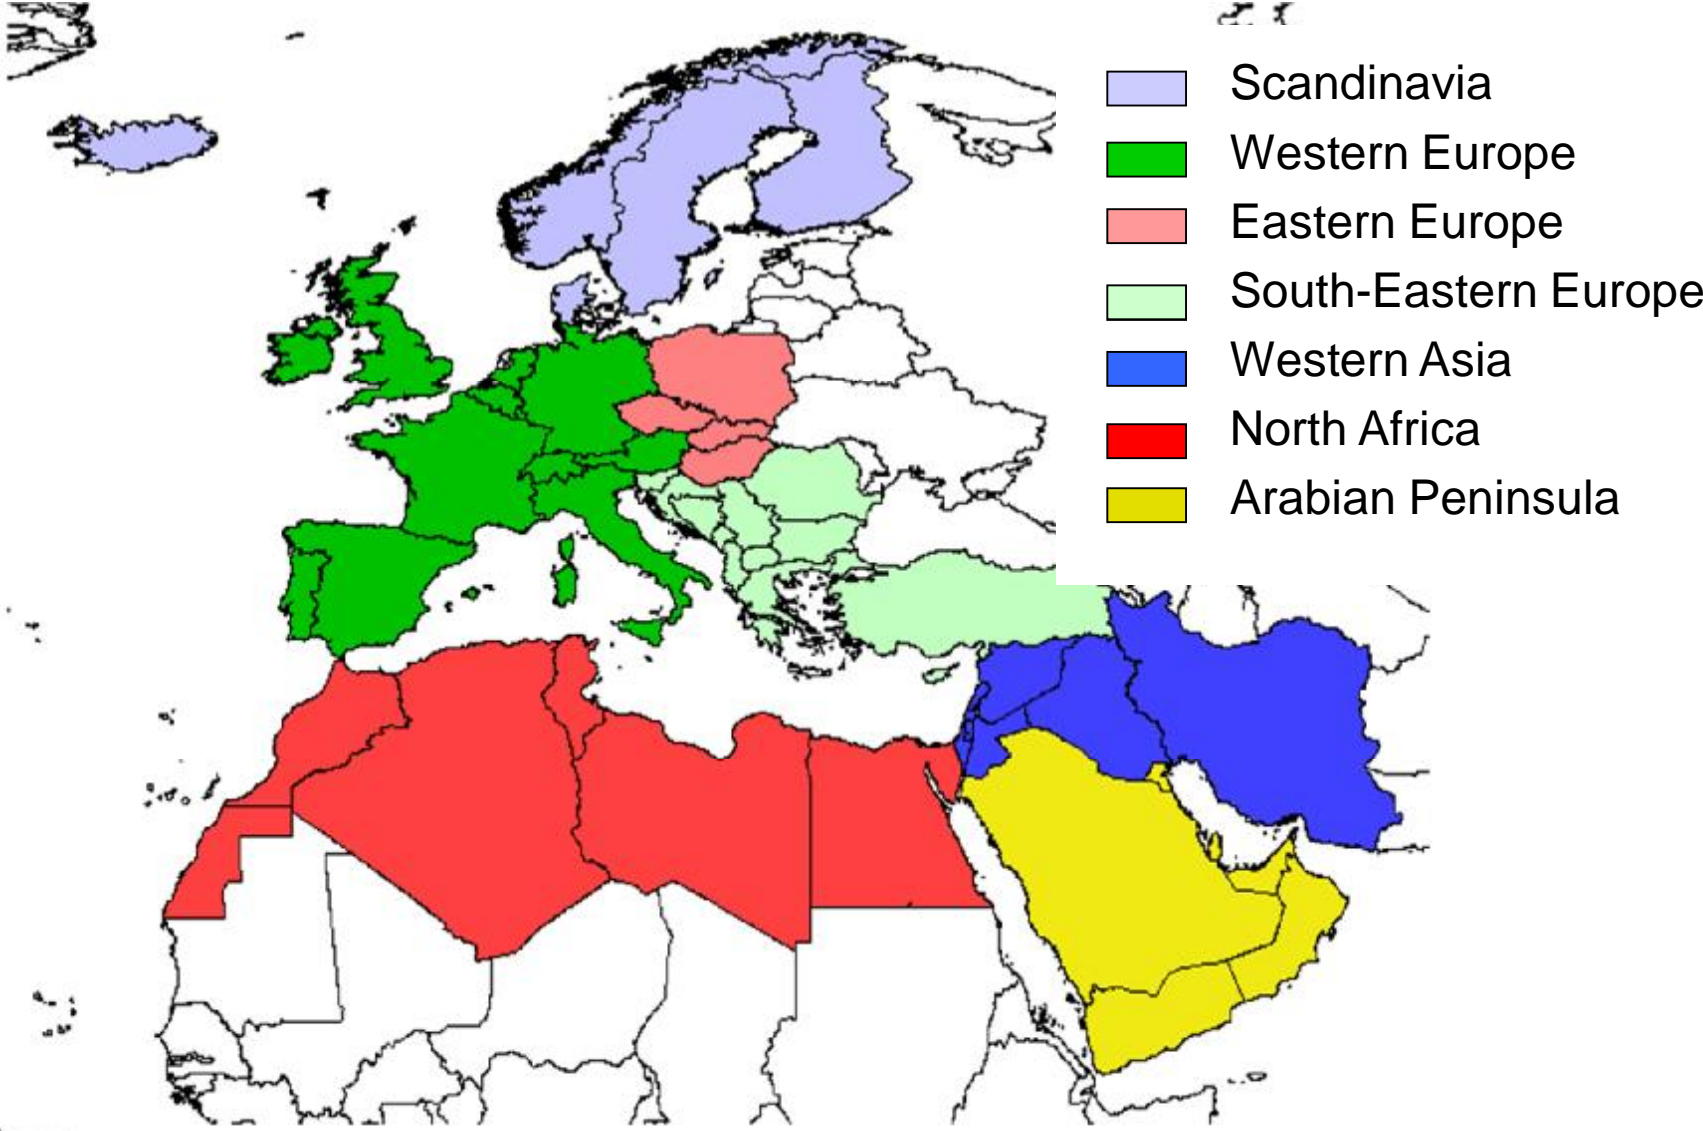 Scandinavia
Western Europe
Eastern Europe
South-Eastern Europe
Western Asia
North Africa
Arabian Peninsula